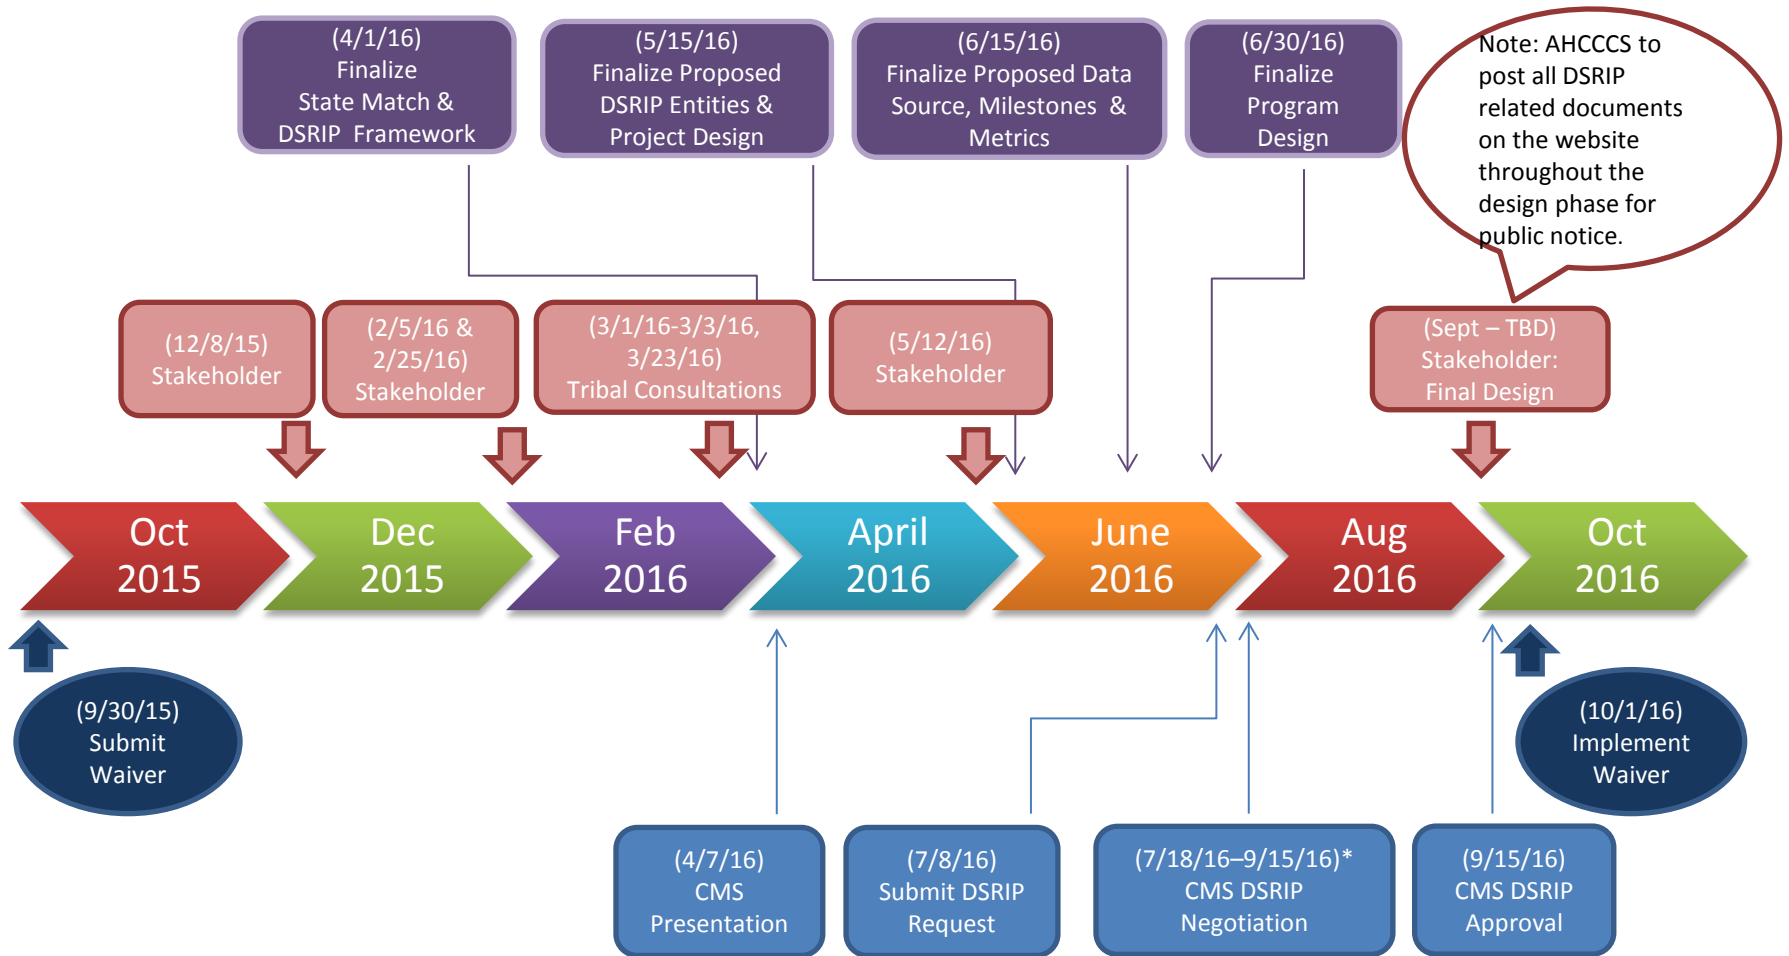 (4/1/16)
Finalize
State Match &
DSRIP Framework
(5/15/16)
Finalize Proposed
DSRIP Entities &
Project Design
(6/15/16)
Finalize Proposed Data
Source, Milestones &
Metrics
(6/30/16)
Finalize
Program
Design
Note: AHCCCS to
post all DSRIP
related documents
on the website
throughout the
design phase for
public notice.
(12/8/15)
Stakeholder
(2/5/16 &
2/25/16)
Stakeholder
(3/1/16-3/3/16,
3/23/16)
Tribal Consultations
(5/12/16)
Stakeholder
(Sept – TBD)
Stakeholder:
Final Design
Oct
2015
Dec
2015
Feb
2016
April
2016
June
2016
Aug
2016
Oct
2016
(9/30/15)
Submit
Waiver
(10/1/16)
Implement
Waiver
(4/7/16)
CMS
Presentation
(7/8/16)
Submit DSRIP
Request
(7/18/16–9/15/16)*
CMS DSRIP
Negotiation
(9/15/16)
CMS DSRIP
Approval